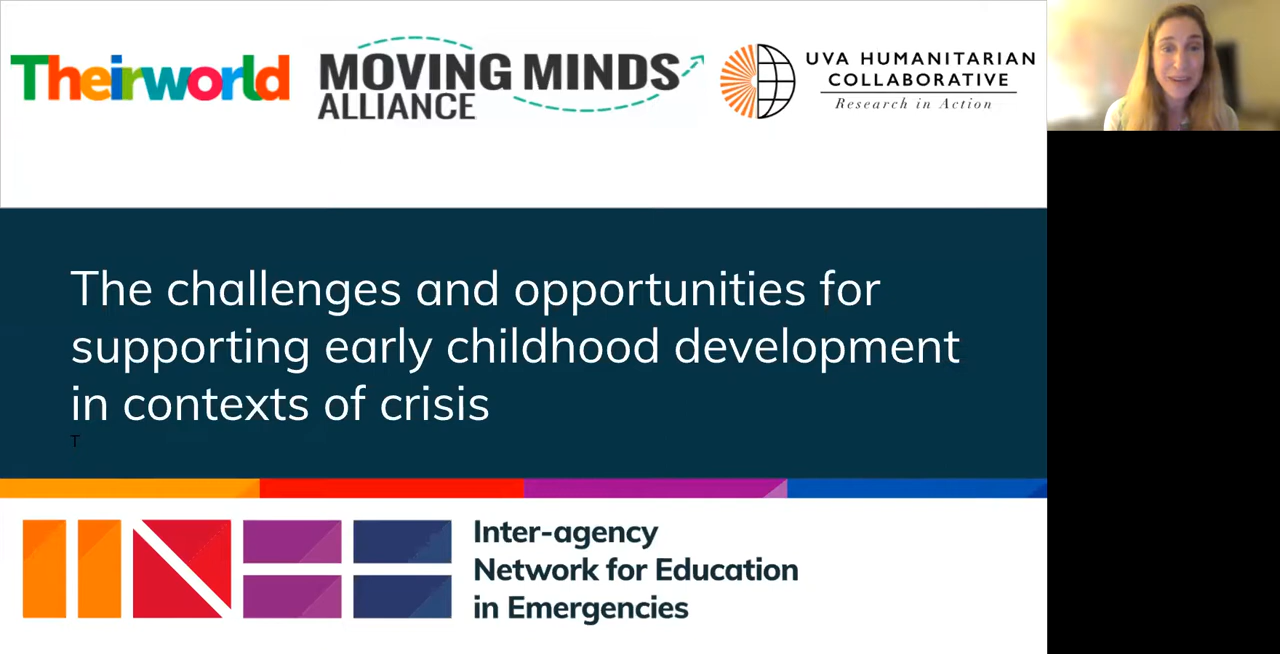 Theirworld
MOVING MINDS
ALLIANCE
UVA HUMANITARIAN
COLLABORATIVE
Research in Action
The challenges and opportunities for
supporting early childhood development
in contexts of crisis
T
INEE
Inter-agency
Network for Education
in Emergencies